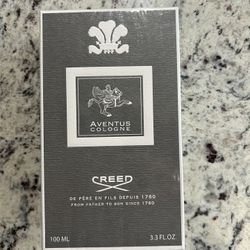 AVENTUS
COLOGNE
CREED
DE PÈRE EN FILS DEPUIS 1760
FROM FATHER TO SON SINCE 1760
100 ML 3.3 FL.OZ.